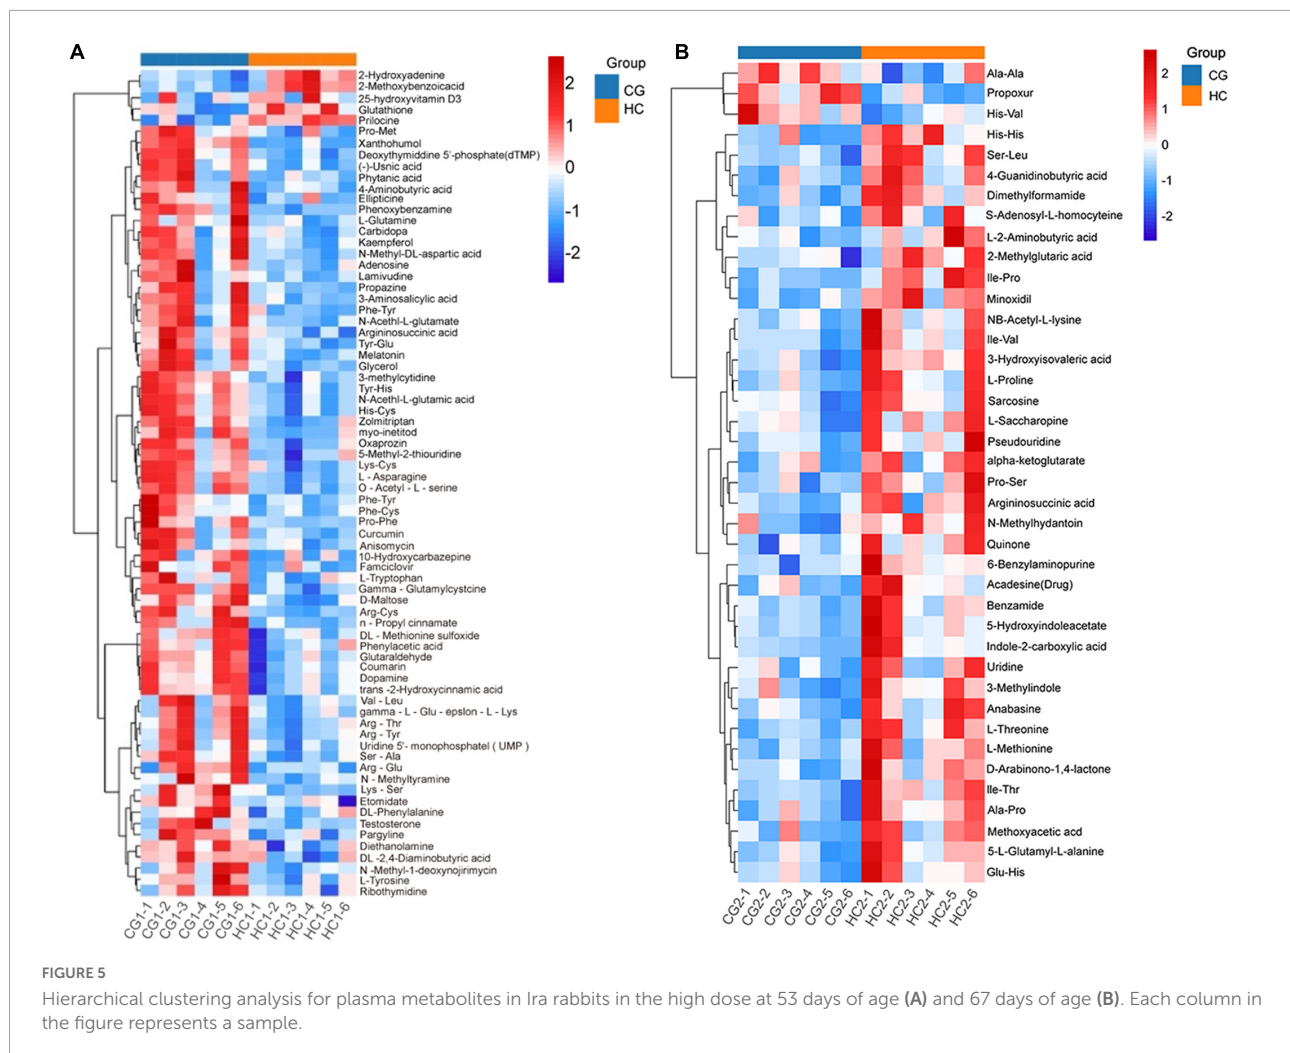 A
Group
CG
HC
2
1
0
-1
-2
2-Hydroxyadenine
2-Methoxybenzoicacid
25-hydroxyvitamin D3
Glutathione
Prilocine
Pro-Met
Xanthohumol
Deoxythymiddine 5'-phosphate(dTMP)
(-)-Usnic acid
Phytanic acid
4-Aminobutyric acid
Ellipticine
Phenoxybenzamine
L-Glutamine
Carbidopa
Kaempferol
N-Methyl-DL-aspartic acid
Adenosine
Lamivudine
Propazine
3-Aminosalicylic acid
Phe-Tyr
N-Acethl-L-glutamate
Argininosuccinic acid
Tyr-Glu
Melatonin
Glycerol
3-methylcytidine
Tyr-His
N-Acethl-L-glutamic acid
His-Cys
Zolmitriptan
myo-inetitod
Oxaprozin
5-Methyl-2-thiouridine
Lys-Cys
L - Asparagine
O - Acetyl - L - serine
Phe-Tyr
Phe-Cys
Pro-Phe
Curcumin
Anisomycin
10-Hydroxycarbazepine
Famciclovir
L-Tryptophan
Gamma - Glutamylcystcine
D-Maltose
Arg-Cys
n - Propyl cinnamate
DL - Methionine sulfoxide
Phenylacetic acid
Glutaraldehyde
Coumarin
Dopamine
trans -2-Hydroxycinnamic acid
Val - Leu
gamma - L - Glu - epslon - L - Lys
Arg - Thr
Arg - Tyr
Uridine 5'- monophosphatel ( UMP )
Ser - Ala
Arg - Glu
N - Methyltyramine
Lys - Ser
Etomidate
DL-Phenylalanine
Testosterone
Pargyline
Diethanolamine
DL -2,4-Diaminobutyric acid
N -Methyl-1-deoxynojirimycin
L-Tyrosine
Ribothymidine
CG1-1
CG1-2
CG1-3
CG1-4
CG1-5
CG1-6
HC1-1
HC1-2
HC1-3
HC1-4
HC1-5
HC1-6
B
Group
CG
HC
2
1
0
-1
-2
Ala-Ala
Propoxur
His-Val
His-His
Ser-Leu
4-Guanidinobutyric acid
Dimethylformamide
S-Adenosyl-L-homocyteine
L-2-Aminobutyric acid
2-Methylglutaric acid
Ile-Pro
Minoxidil
NB-Acetyl-L-lysine
Ile-Val
3-Hydroxyisovaleric acid
L-Proline
Sarcosine
L-Saccharopine
Pseudouridine
alpha-ketoglutarate
Pro-Ser
Argininosuccinic acid
N-Methylhydantoin
Quinone
6-Benzylaminopurine
Acadesine(Drug)
Benzamide
5-Hydroxyindoleacetate
Indole-2-carboxylic acid
Uridine
3-Methylindole
Anabasine
L-Threonine
L-Methionine
D-Arabinono-1,4-lactone
Ile-Thr
Ala-Pro
Methoxyacetic acd
5-L-Glutamyl-L-alanine
Glu-His
CG2-1
CG2-2
CG2-3
CG2-4
CG2-5
CG2-6
HC2-1
HC2-2
HC2-3
HC2-4
HC2-5
HC2-6
FIGURE 5
Hierarchical clustering analysis for plasma metabolites in Ira rabbits in the high dose at 53 days of age (A) and 67 days of age (B). Each column in
the figure represents a sample.